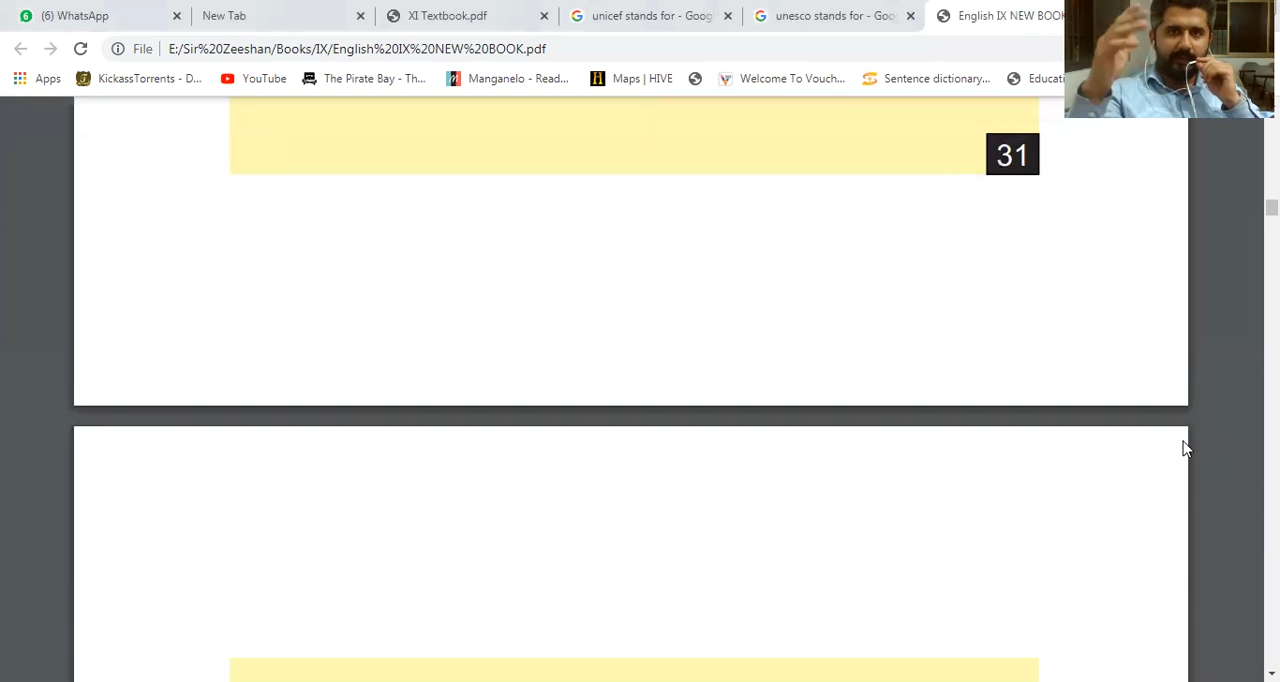 (6) WhatsApp
New Tab
XI Textbook.pdf
unicef stands for - Goog
unesco stands for - Goo
English IX NEW BOOK
File
E:/Sir%20Zeeshan/Books/IX/English%20IX%20NEW%20BOOK.pdf
Apps
KickassTorrents - D...
YouTube
The Pirate Bay - Th...
Manganelo - Read...
Maps | HIVE
Welcome To Vouch...
Sentence dictionary...
Educati
31